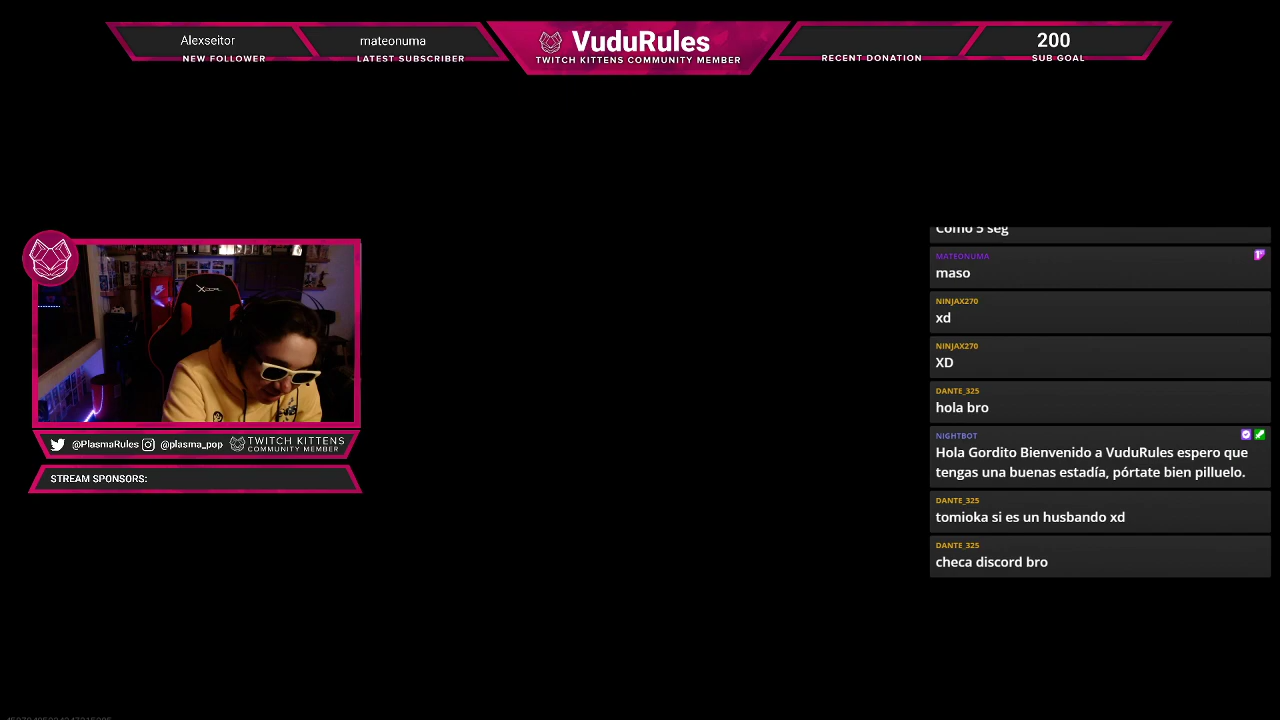 Alexseitor
NEW FOLLOWER
mateonuma
LATEST SUBSCRIBER
VuduRules
TWITCH KITTENS COMMUNITY MEMBER
RECENT DONATION
200
SUB GOAL
@PlasmaRules
@plasma_pop
TWITCH KITTENS
COMMUNITY MEMBER
STREAM SPONSORS:
Como 5 seg
MATEONUMA
maso
NINJAX270
xd
NINJAX270
XD
DANTE_325
hola bro
NIGHTBOT
Hola Gordito Bienvenido a VuduRules espero que
tengas una buenas estadía, pórtate bien pilluelo.
DANTE_325
tomioka si es un husbando xd
DANTE_325
checa discord bro